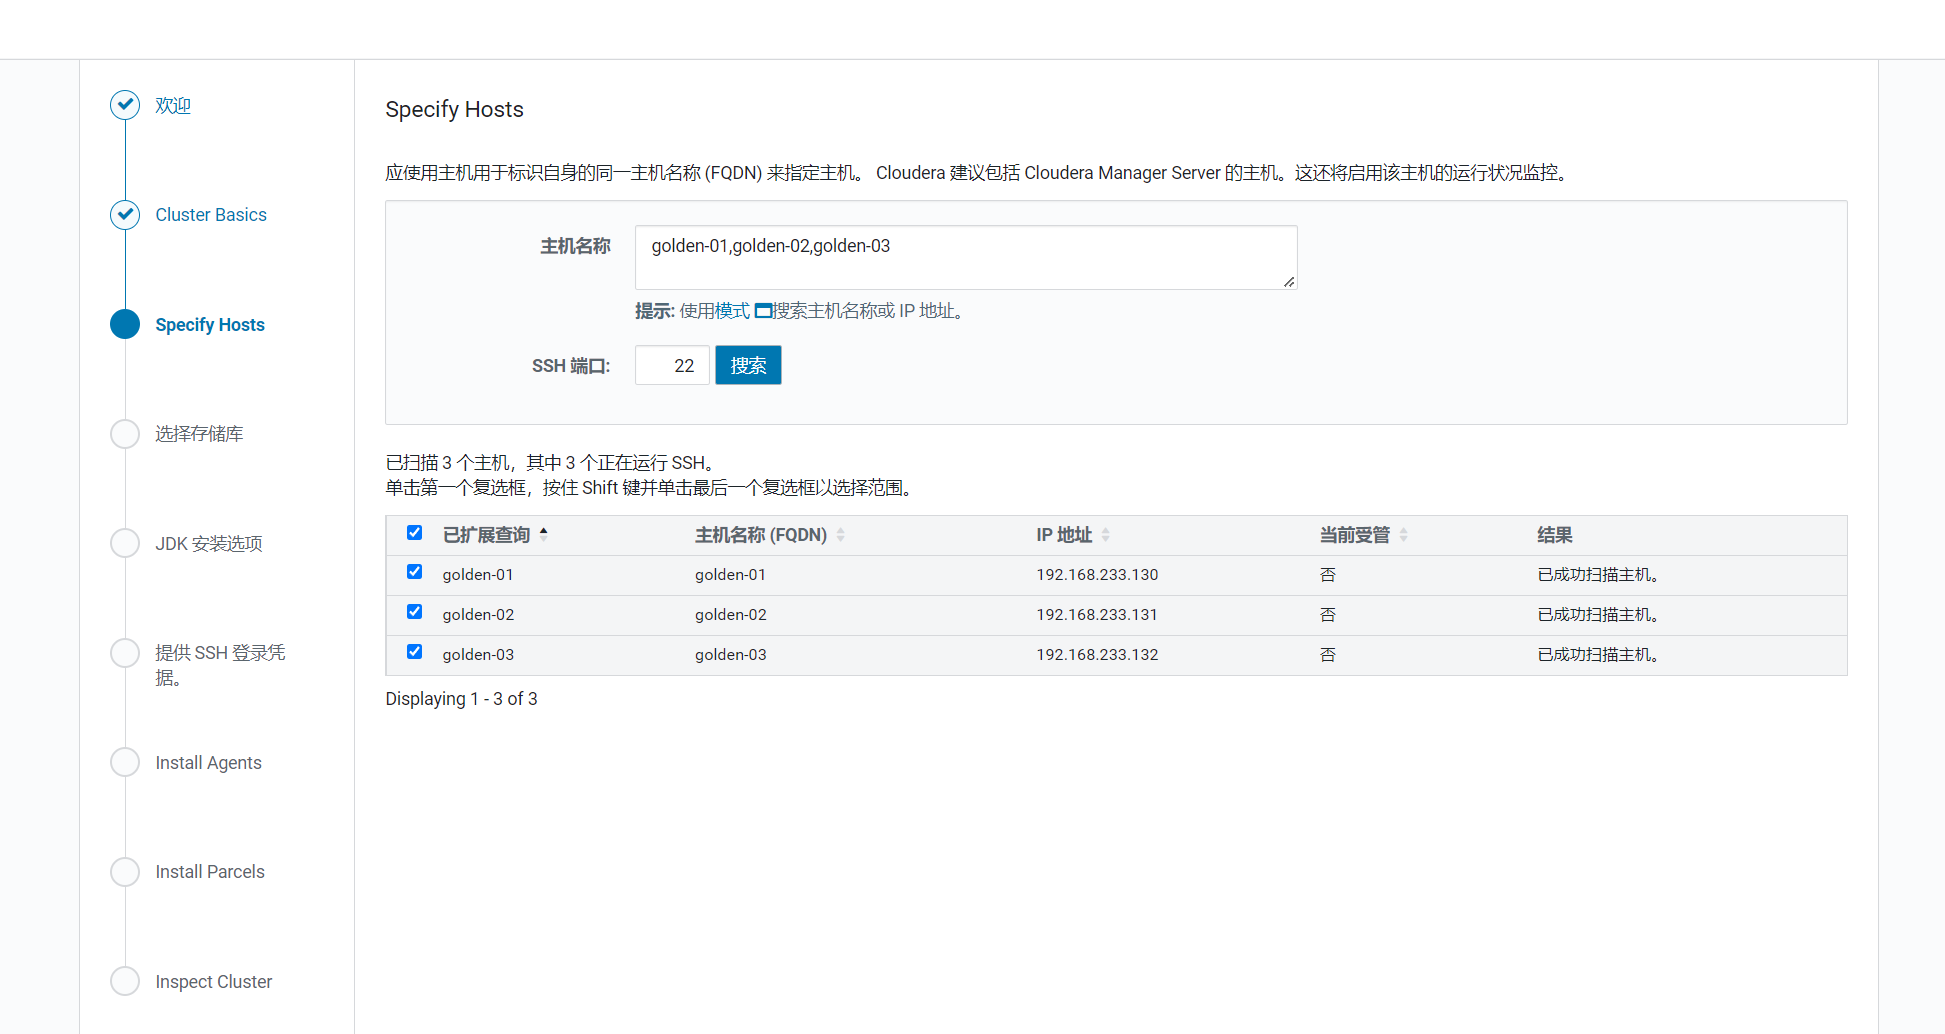 欢迎
Cluster Basics
Specify Hosts
选择存储库
JDK 安装选项
提供 SSH 登录凭
据。
Install Agents
Install Parcels
Inspect Cluster
Specify Hosts
应使用主机用于标识自身的同一主机名称 (FQDN) 来指定主机。 Cloudera 建议包括 Cloudera Manager Server 的主机。这还将启用该主机的运行状况监控。
主机名称
golden-01,golden-02,golden-03
提示: 使用模式 搜索主机名称或 IP 地址。
SSH 端口: 22 搜索
已扫描 3 个主机，其中 3 个正在运行 SSH。
单击第一个复选框，按住 Shift 键并单击最后一个复选框以选择范围。
已扩展查询 主机名称 (FQDN) IP 地址 当前受管 结果
golden-01 golden-01 192.168.233.130 否 已成功扫描主机。
golden-02 golden-02 192.168.233.131 否 已成功扫描主机。
golden-03 golden-03 192.168.233.132 否 已成功扫描主机。
Displaying 1 - 3 of 3